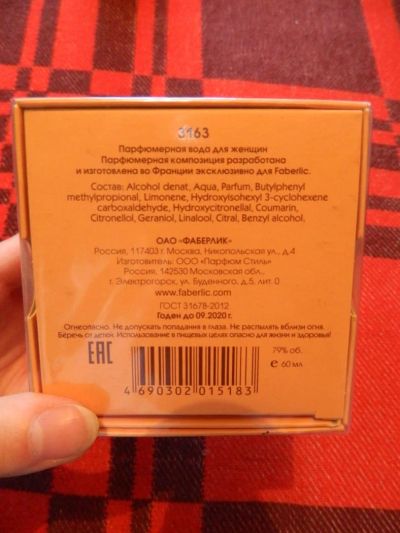 3163
Парфюмерная вода для женщин
Парфюмерная композиция разработана
и изготовлена во Франции эксклюзивно для Faberlic.
Состав: Alcohol denat, Aqua, Parfum, Butylphenyl
methylpropional, Limonene, Hydroxyisohexyl 3-cyclohexene
carboxaldehyde, Hydroxycitronellal, Coumarin,
Citronellol, Geraniol, Linalool, Citral, Benzyl alcohol.
ОАО "ФАБЕРЛИК"
Россия, 117403 г. Москва, Никопольская ул., д.4
Изготовитель: ООО "Парфюм Стиль"
Россия, 142530 Московская обл.,
г. Электрогорск, ул. Буденного, д.5, лит. 0
www.faberlic.com
ГОСТ 31678-2012
Годен до 09.2020 г.
Огнеопасно. Не допускать попадания в глаза. Не распылять вблизи огня.
Беречь от детей. Использование в пищевых целях опасно для жизни и здоровья!
EAC
79% об.
e 60 мл
4 690302 015183